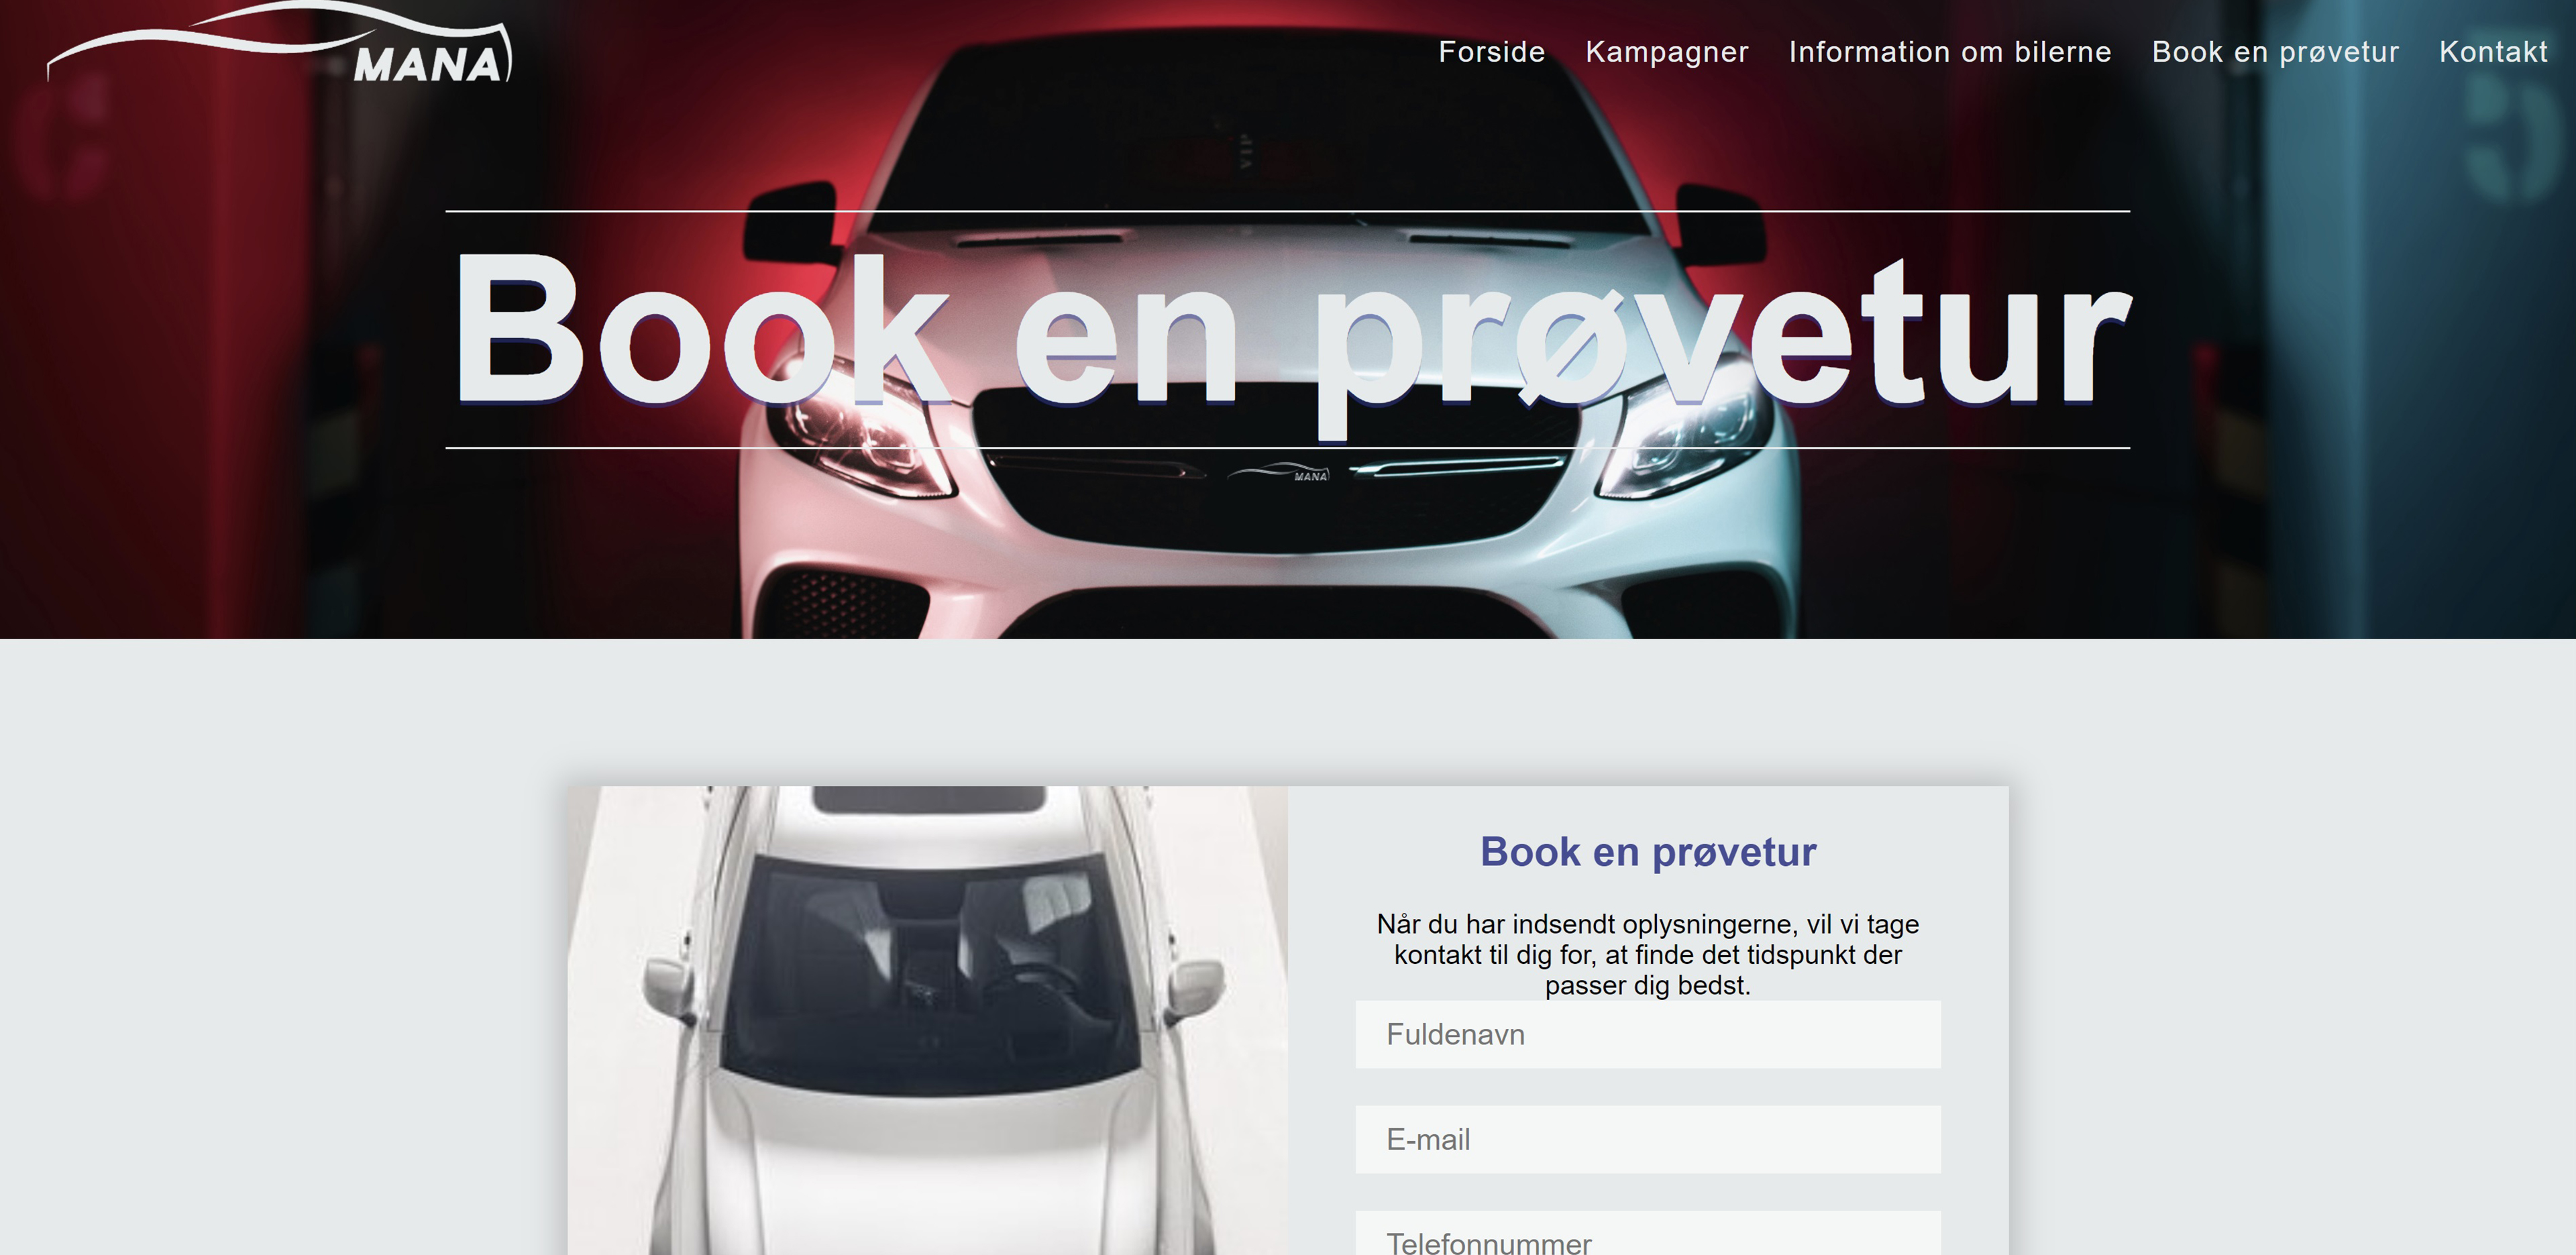 MANA
Forside Kampagner Information om bilerne Book en prøvetur Kontakt
VIP
Book en prøvetur
MANA
Book en prøvetur
Når du har indsendt oplysningerne, vil vi tage
kontakt til dig for, at finde det tidspunkt der
passer dig bedst.
Fuldenavn
E-mail
Telefonnummer